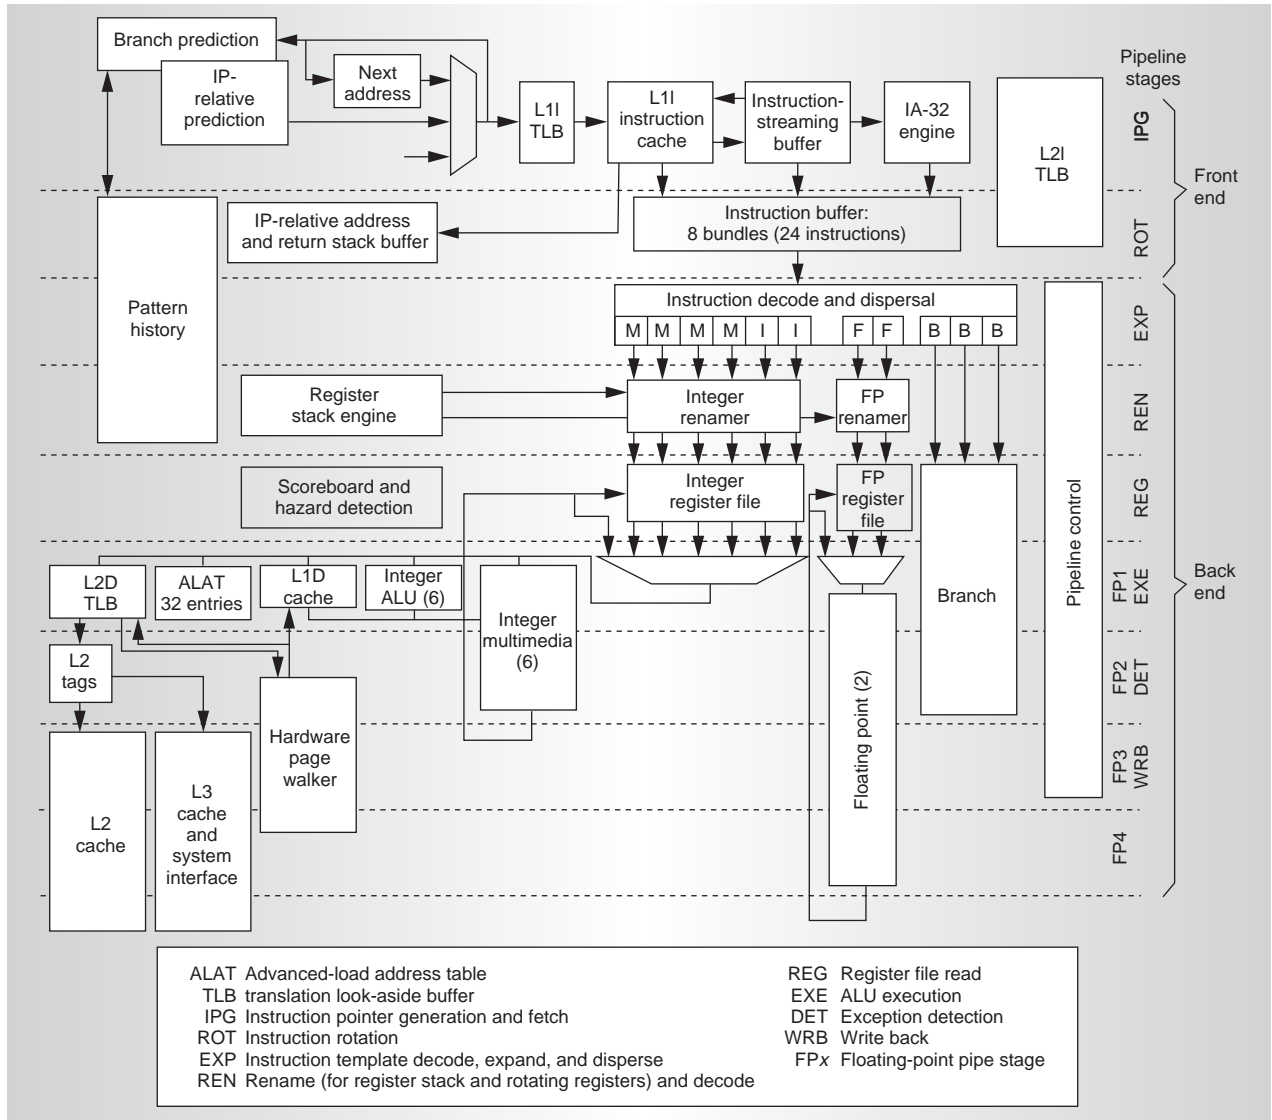 Branch prediction
IP-
relative
prediction
Next
address
L1I
TLB
L1I
instruction
cache
Instruction-
streaming
buffer
IA-32
engine
L2I
TLB
Pipeline
stages
IPG
Front
end
ROT
Pattern
history
IP-relative address
and return stack buffer
Instruction buffer:
8 bundles (24 instructions)
Instruction decode and dispersal
M M M M I I F F B B B
EXP
Register
stack engine
Integer
renamer
FP
renamer
REN
Scoreboard and
hazard detection
Integer
register file
FP
register
file
REG
Pipeline control
L2D
TLB
ALAT
32 entries
L1D
cache
Integer
ALU (6)
Integer
multimedia
(6)
Branch
FP1
EXE
Back
end
L2
tags
Hardware
page
walker
Floating point (2)
FP2
DET
L2
cache
L3
cache
and
system
interface
FP3
WRB
FP4
ALAT Advanced-load address table
TLB translation look-aside buffer
IPG Instruction pointer generation and fetch
ROT Instruction rotation
EXP Instruction template decode, expand, and disperse
REN Rename (for register stack and rotating registers) and decode
REG Register file read
EXE ALU execution
DET Exception detection
WRB Write back
FPx Floating-point pipe stage